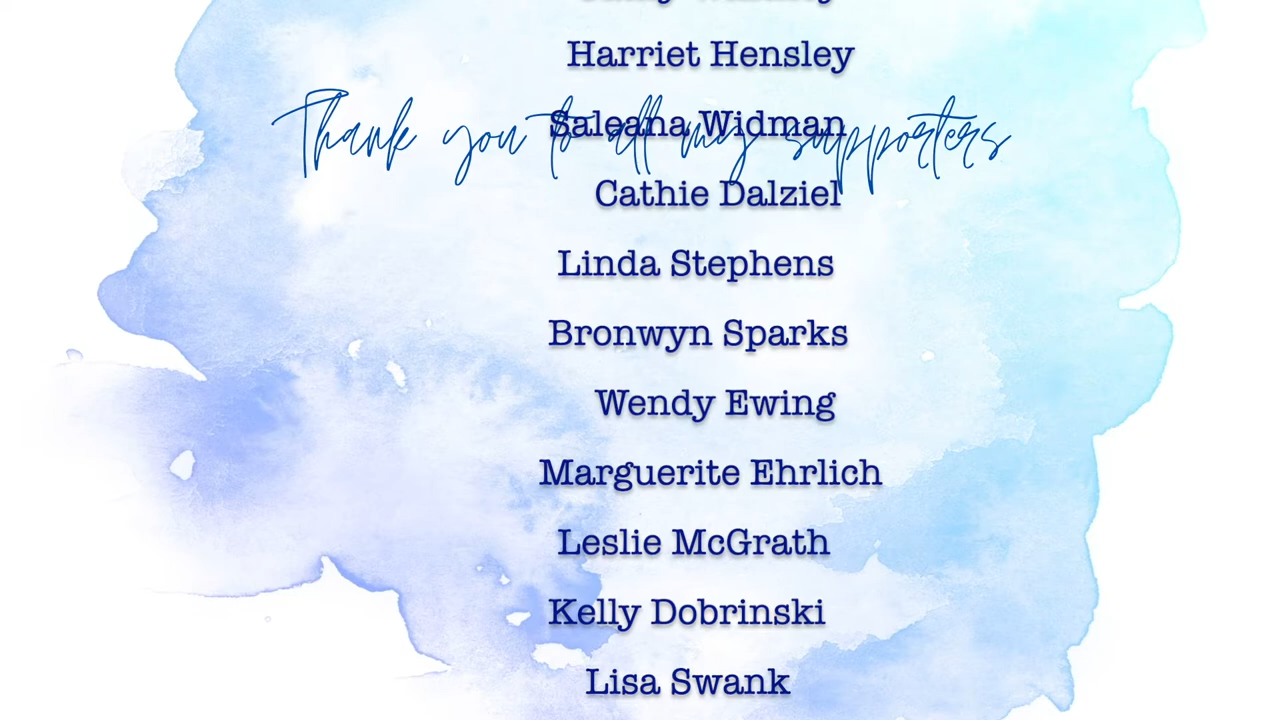 Harriet Hensley
Thank you to all my supporters
Saleana Widman
Cathie Dalziel
Linda Stephens
Bronwyn Sparks
Wendy Ewing
Marguerite Ehrlich
Leslie McGrath
Kelly Dobrinski
Lisa Swank